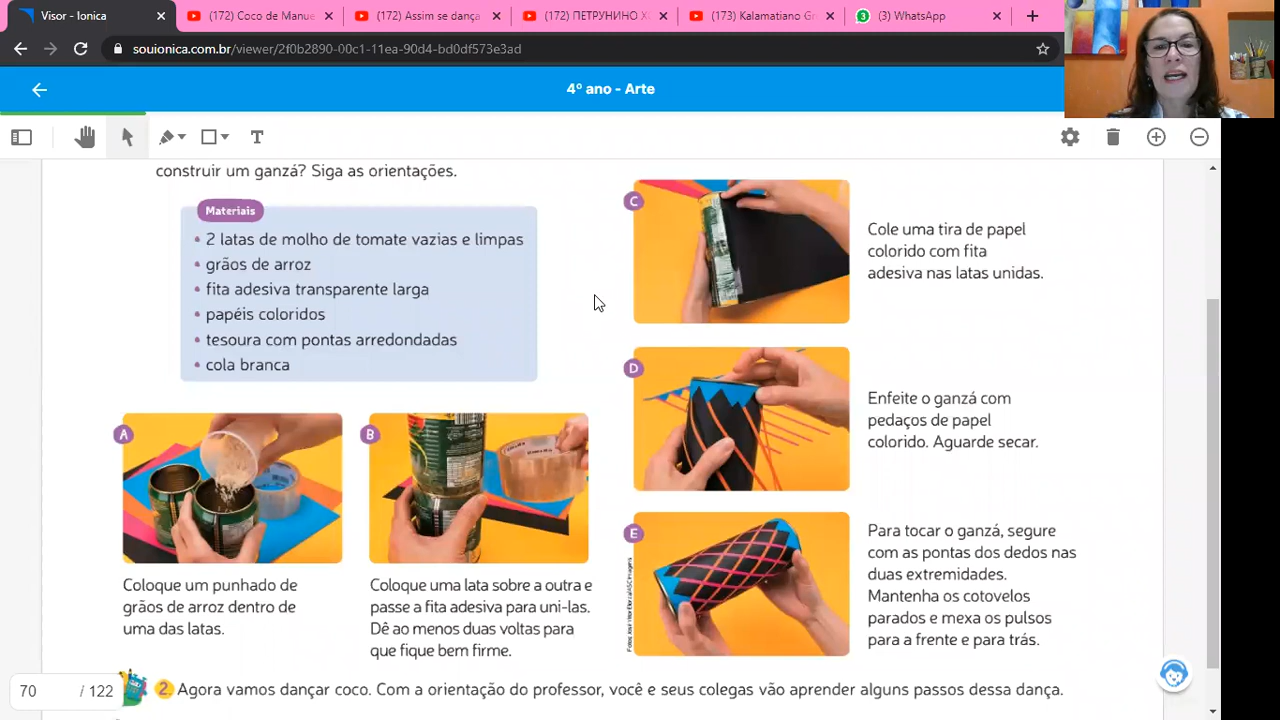 Visor - Ionica
(172) Coco de Manue
(172) Assim se dança
(172) ПЕТРУНИНО ХО
(173) Kalamatiano Gr
(3) WhatsApp
souionica.com.br/viewer/2f0b2890-00c1-11ea-90d4-bd0df573e3ad
4º ano - Arte
construir um ganzá? Siga as orientações.
Materiais
• 2 latas de molho de tomate vazias e limpas
• grãos de arroz
• fita adesiva transparente larga
• papéis coloridos
• tesoura com pontas arredondadas
• cola branca
A
Coloque um punhado de
grãos de arroz dentro de
uma das latas.
B
Coloque uma lata sobre a outra e
passe a fita adesiva para uni-las.
Dê ao menos duas voltas para
que fique bem firme.
C
Cole uma tira de papel
colorido com fita
adesiva nas latas unidas.
D
Enfeite o ganzá com
pedaços de papel
colorido. Aguarde secar.
E
Para tocar o ganzá, segure
com as pontas dos dedos nas
duas extremidades.
Mantenha os cotovelos
parados e mexa os pulsos
para a frente e para trás.
2 Agora vamos dançar coco. Com a orientação do professor, você e seus colegas vão aprender alguns passos dessa dança.
70 / 122